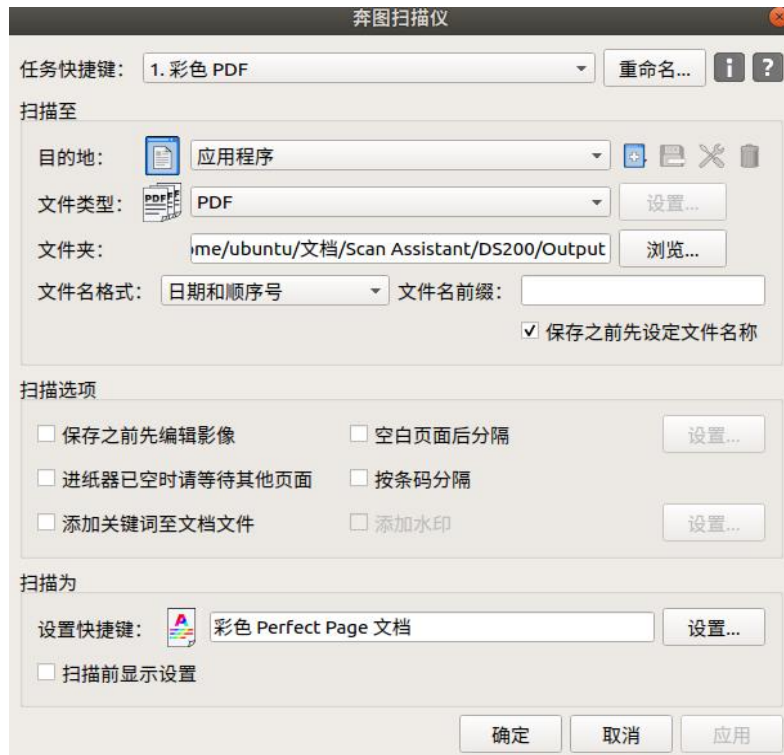 奔图扫描仪
任务快捷键： 1. 彩色 PDF 重命名... i ?
扫描至
目的地： 应用程序
文件类型： PDF PDF 设置...
文件夹： ome/ubuntu/文档/Scan Assistant/DS200/Output 浏览...
文件名格式： 日期和顺序号 文件名前缀：
保存之前先设定文件名称
扫描选项
保存之前先编辑影像 空白页面后分隔 设置...
进纸器已空时请等待其他页面 按条码分隔
添加关键词至文档文件 添加水印 设置...
扫描为
设置快捷键： A 彩色 Perfect Page 文档 设置...
扫描前显示设置
确定 取消 应用